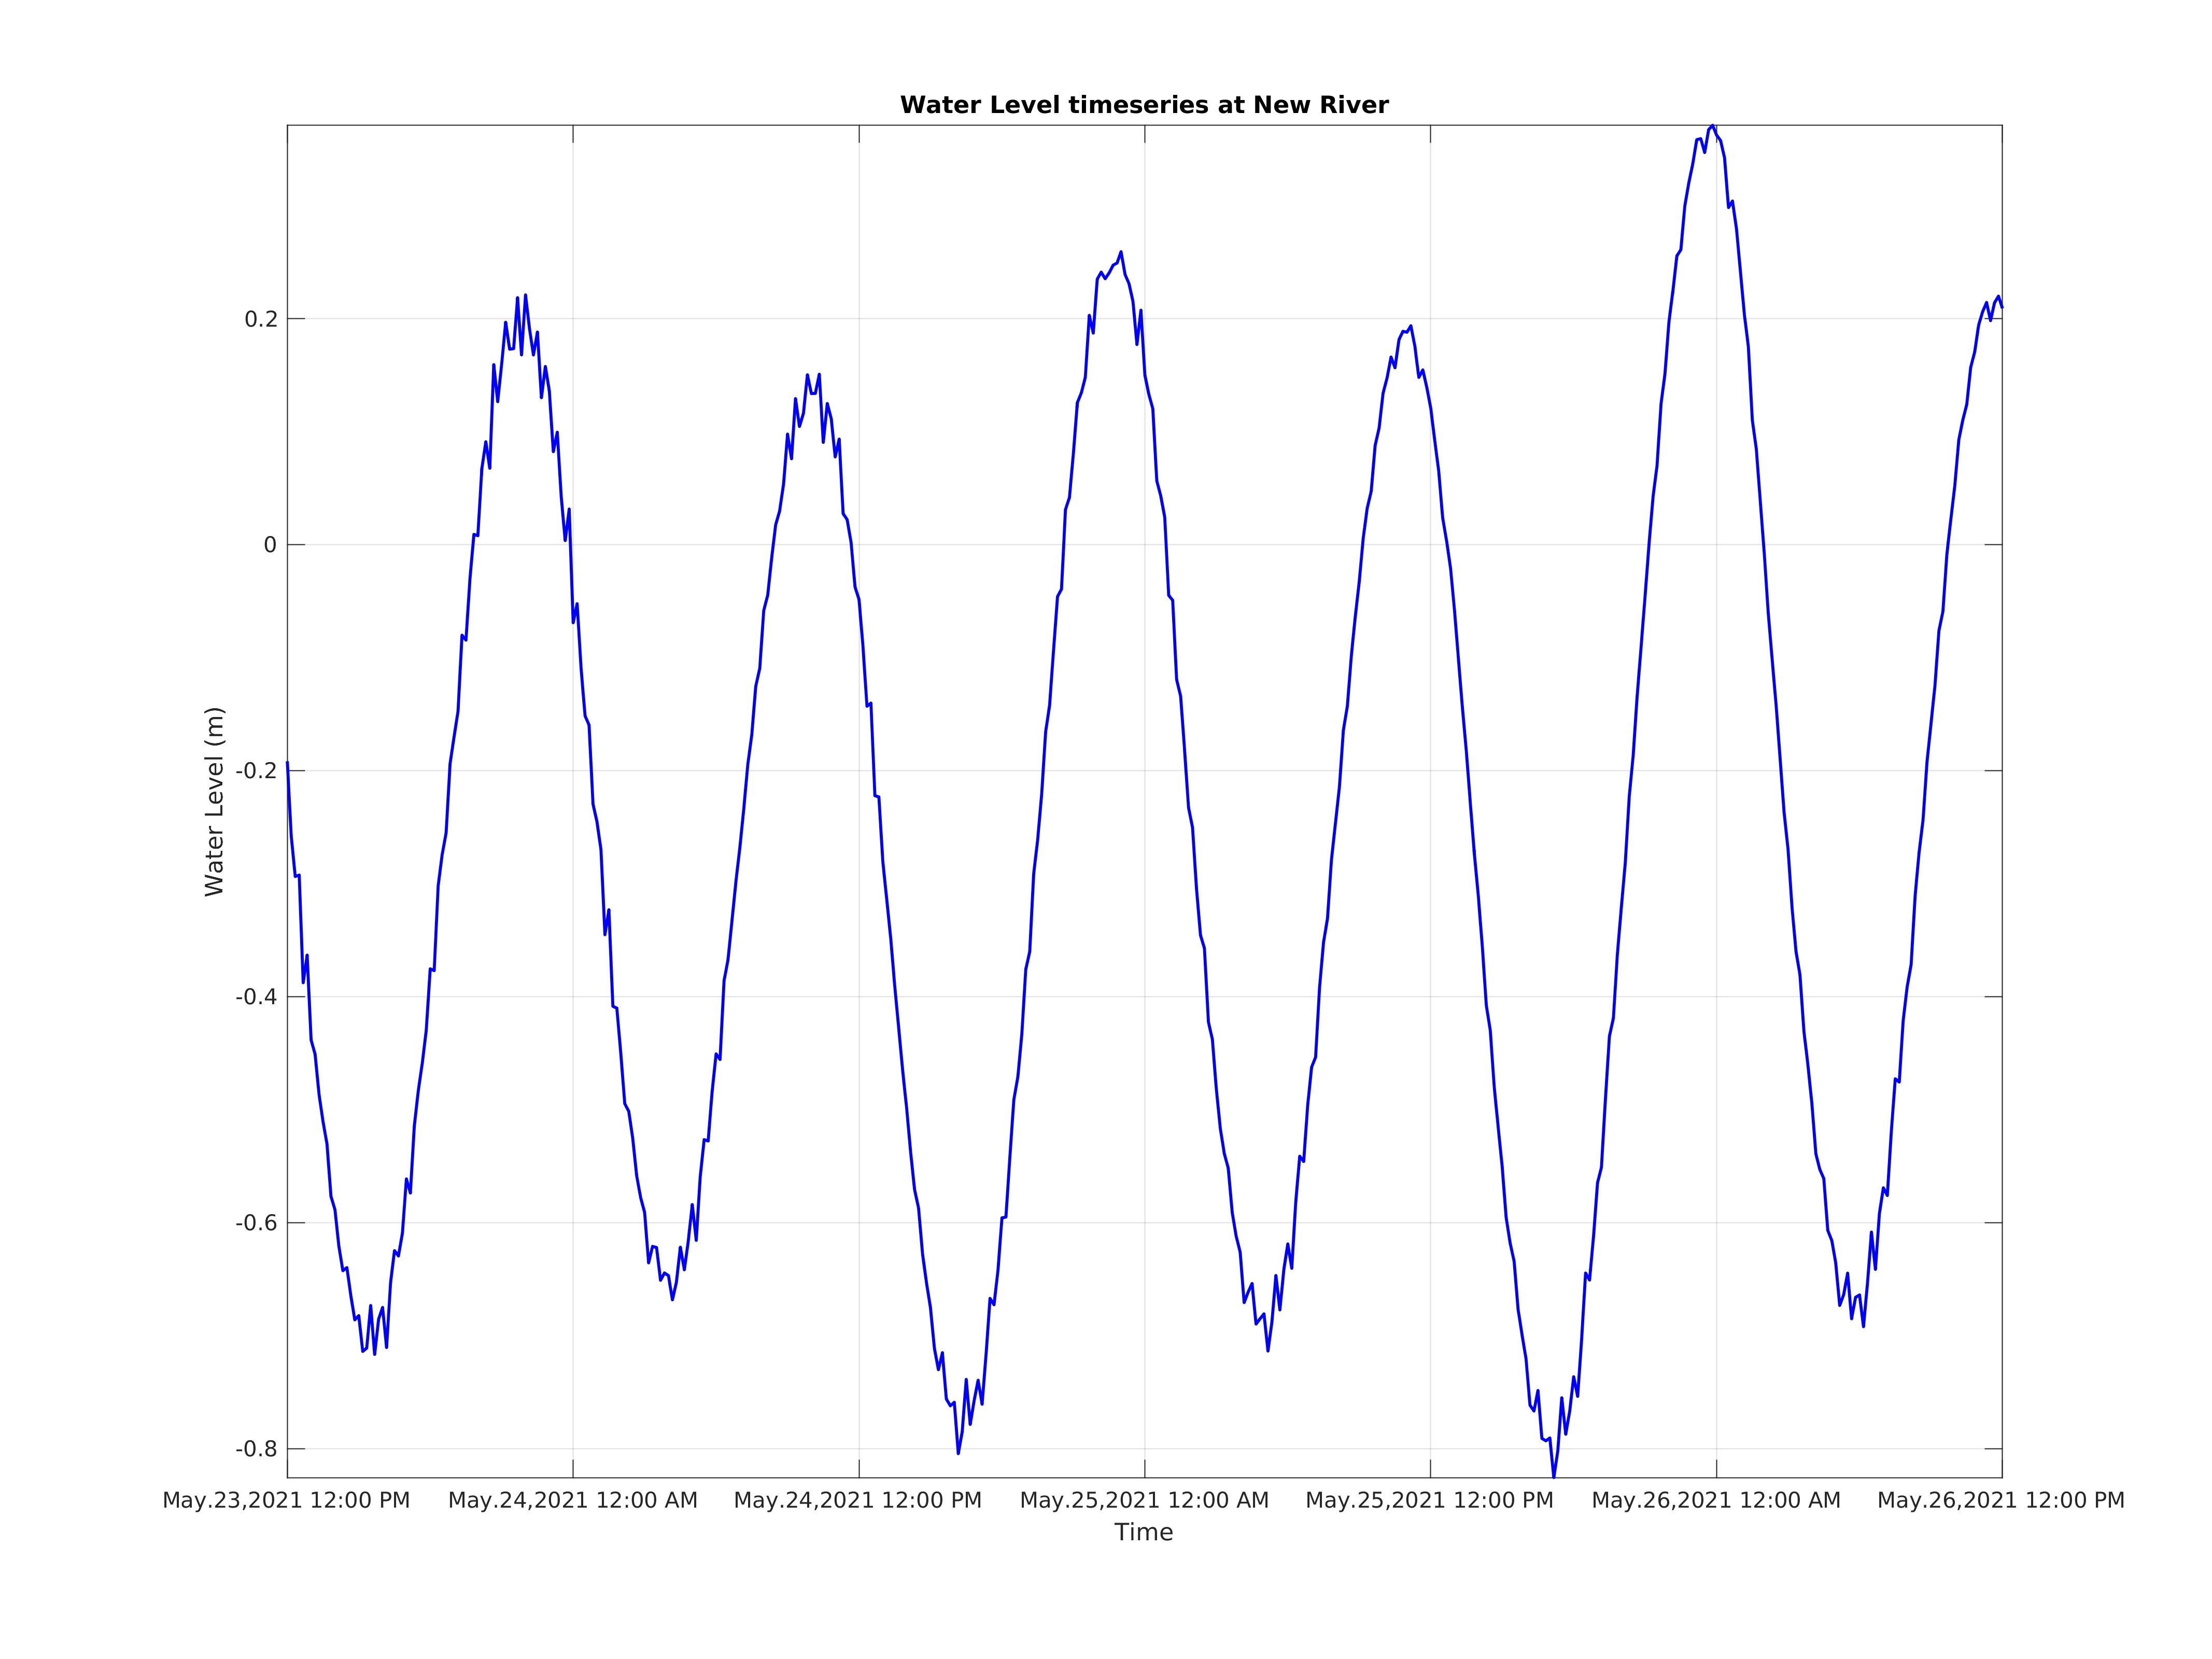 Water Level timeseries at New River
Water Level (m)
0.2
0
-0.2
-0.4
-0.6
-0.8
May.23,2021 12:00 PM May.24,2021 12:00 AM May.24,2021 12:00 PM May.25,2021 12:00 AM May.25,2021 12:00 PM May.26,2021 12:00 AM May.26,2021 12:00 PM
Time